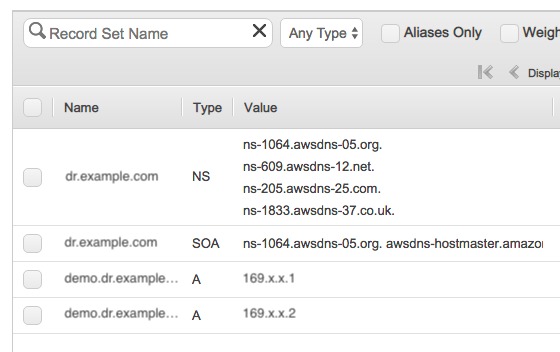 Record Set Name
Any Type
Aliases Only
Weigh
Displa
Name Type Value
dr.example.com NS ns-1064.awsdns-05.org.
ns-609.awsdns-12.net.
ns-205.awsdns-25.com.
ns-1833.awsdns-37.co.uk.
dr.example.com SOA ns-1064.awsdns-05.org. awsdns-hostmaster.amazon
demo.dr.example... A 169.x.x.1
demo.dr.example... A 169.x.x.2